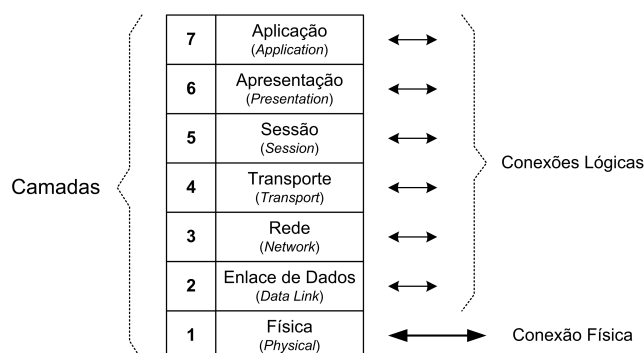 7 Aplicação
(Application)
6 Apresentação
(Presentation)
5 Sessão
(Session)
Conexões Lógicas
Camadas
4 Transporte
(Transport)
3 Rede
(Network)
2 Enlace de Dados
(Data Link)
1 Física
(Physical)
Conexão Física